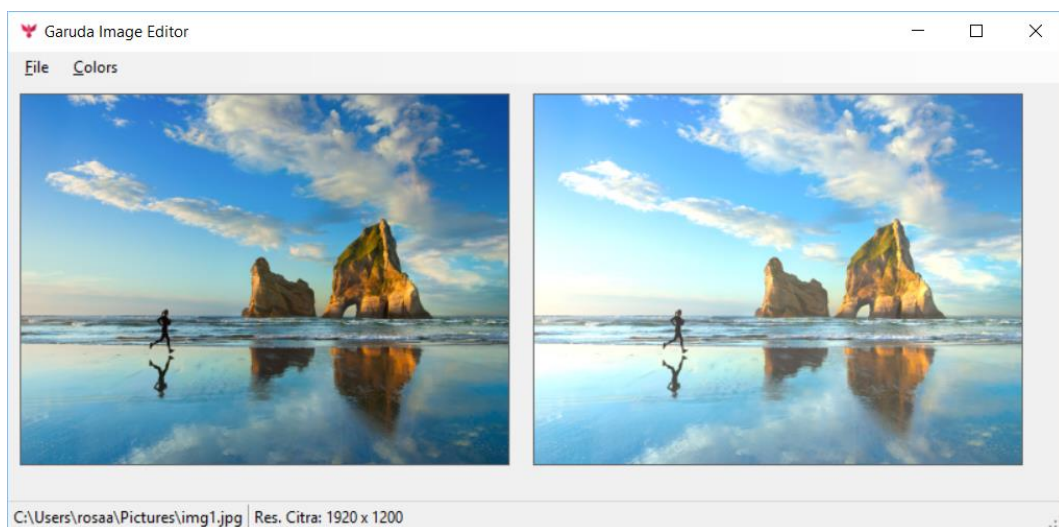 Garuda Image Editor
File Colors
C:\Users\rosaa\Pictures\img1.jpg Res. Citra: 1920 x 1200